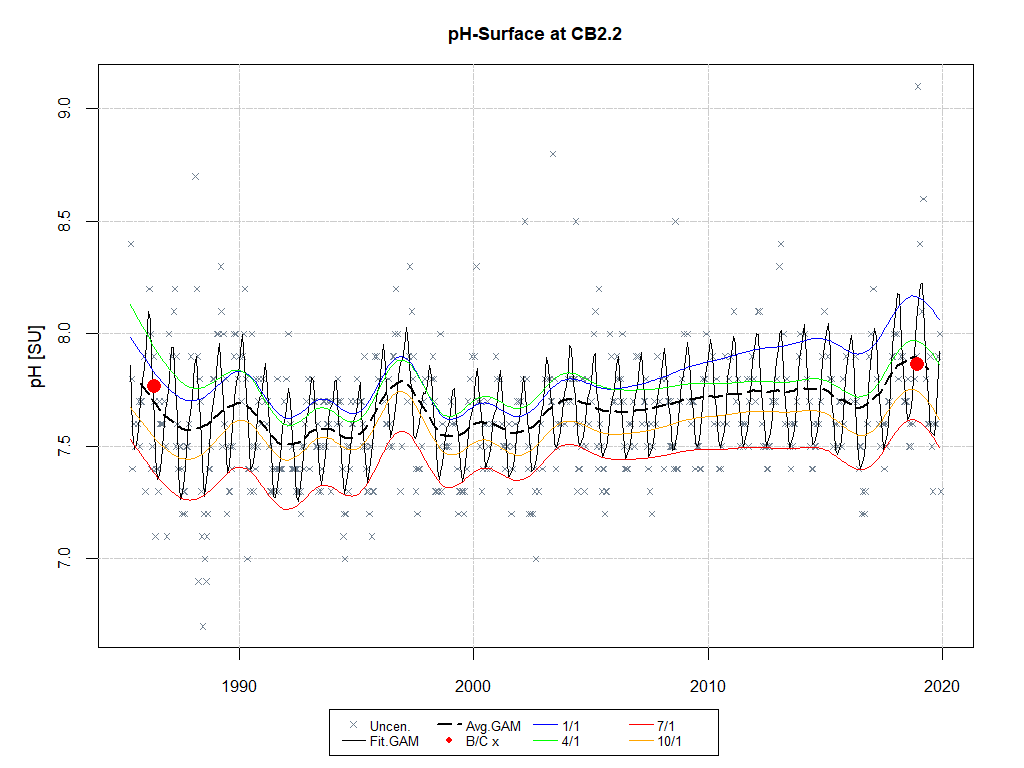 pH-Surface at CB2.2
pH [SU]
9.0
8.5
8.0
7.5
7.0
1990 2000 2010 2020
Uncen. Avg.GAM 1/1 7/1
Fit.GAM B/C x 4/1 10/1